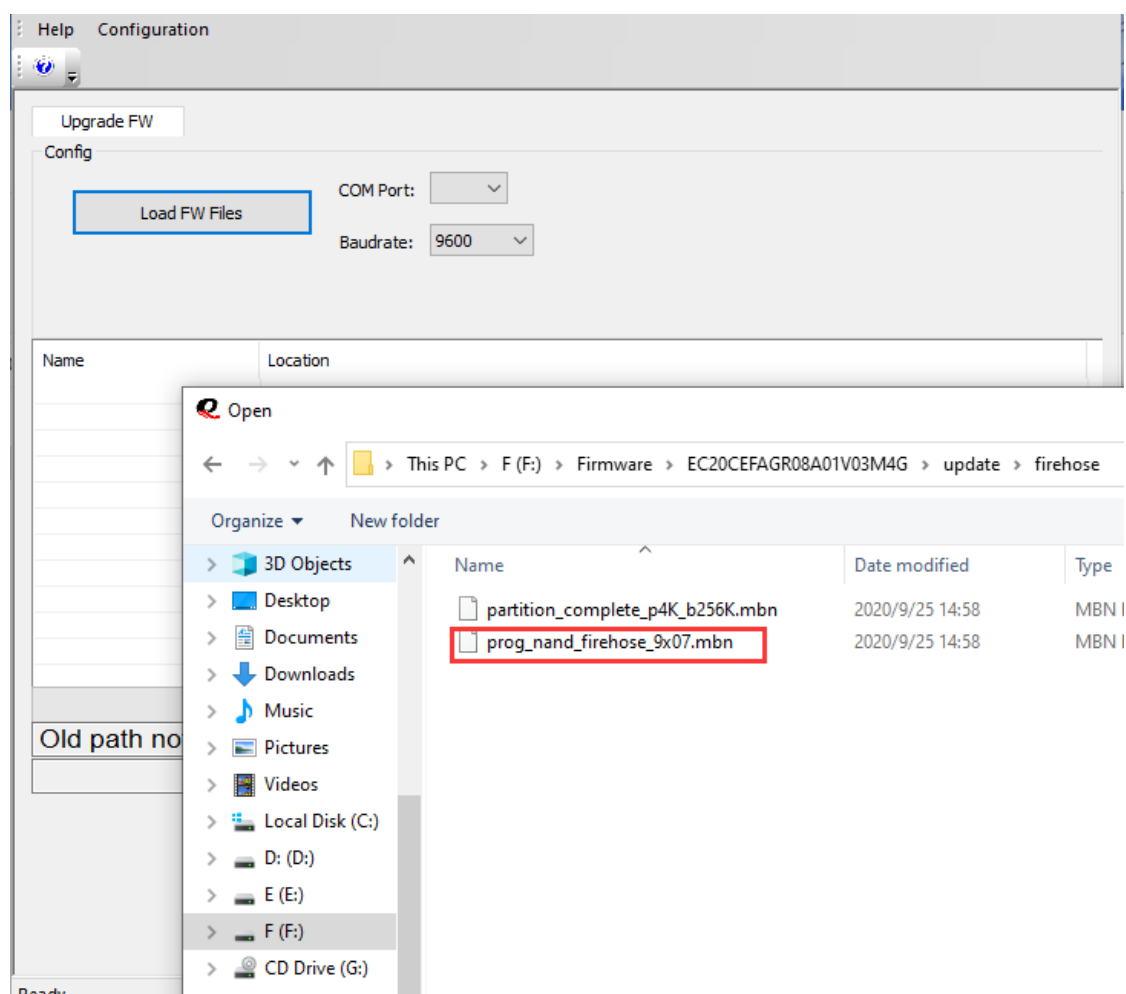 Help Configuration
Upgrade FW
Config
Load FW Files
COM Port:
Baudrate: 9600
Name Location
Open
This PC > F (F:) > Firmware > EC20CEFAGR08A01V03M4G > update > firehose
Organize New folder
Name Date modified Type
3D Objects
partition_complete_p4K_b256K.mbn 2020/9/25 14:58 MBN
Desktop
prog_nand_firehose_9x07.mbn 2020/9/25 14:58 MBN
Documents
Downloads
Music
Old path no
Pictures
Videos
Local Disk (C:)
D: (D:)
E (E:)
F (F:)
CD Drive (G:)
Ready